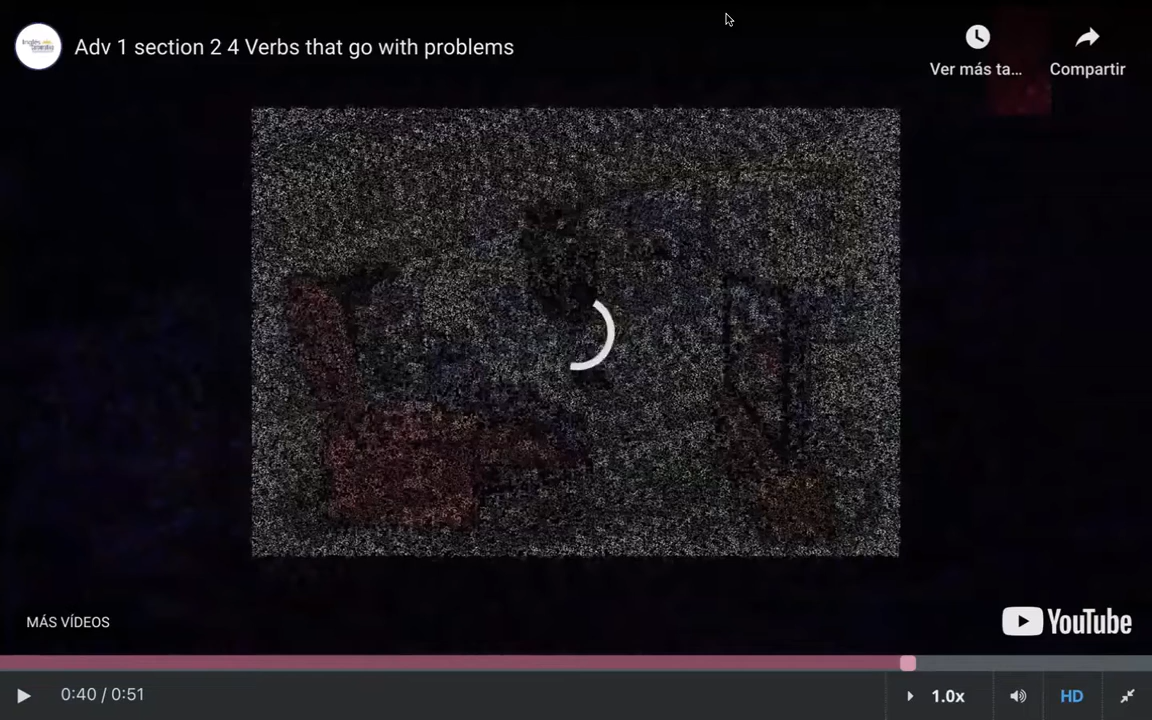 Adv 1 section 2 4 Verbs that go with problems
Ver más ta...
Compartir
MÁS VÍDEOS
YouTube
0:40 / 0:51
1.0x
HD